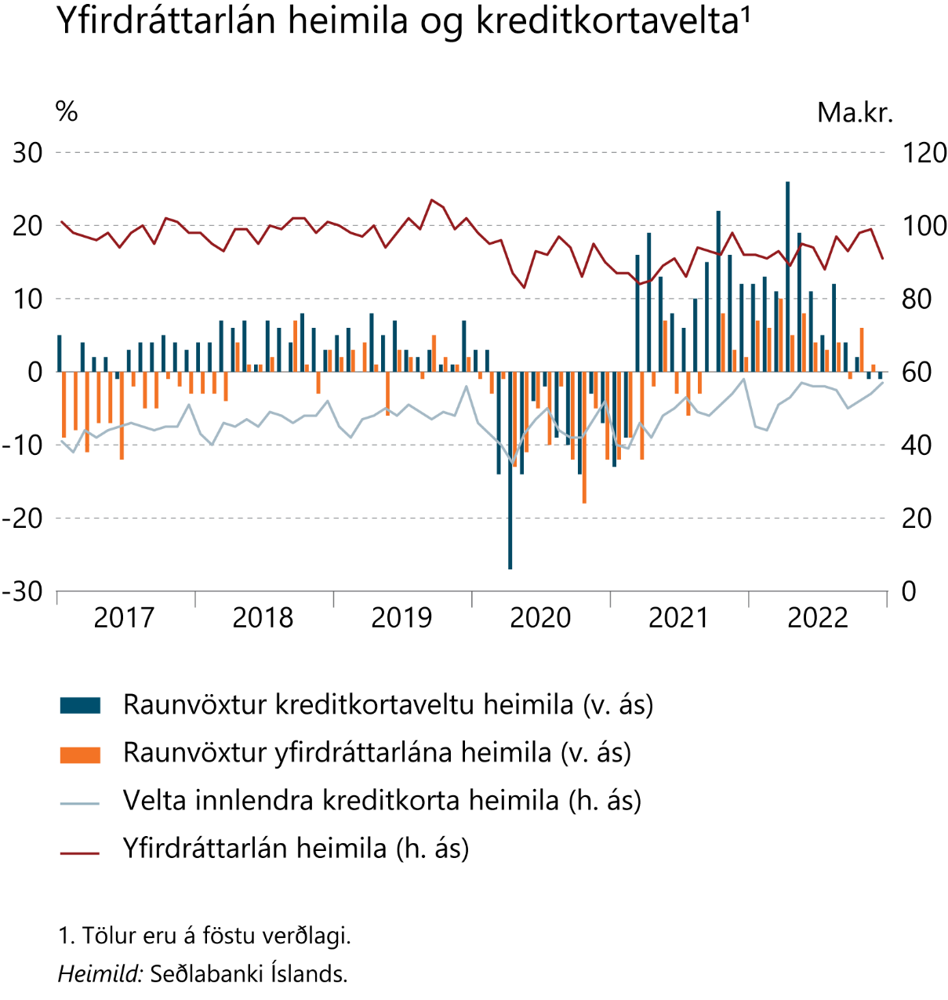 Yfirdráttarlán heimila og kreditkortavelta¹
% Ma.kr.
30 120
20 100
10 80
0 60
-10 40
-20 20
-30 0
2017 2018 2019 2020 2021 2022
Raunvöxtur kreditkortaveltu heimila (v. ás)
Raunvöxtur yfirdráttarlána heimila (v. ás)
Velta innlendra kreditkorta heimila (h. ás)
Yfirdráttarlán heimila (h. ás)
1. Tölur eru á föstu verðlagi.
Heimild: Seðlabanki Íslands.